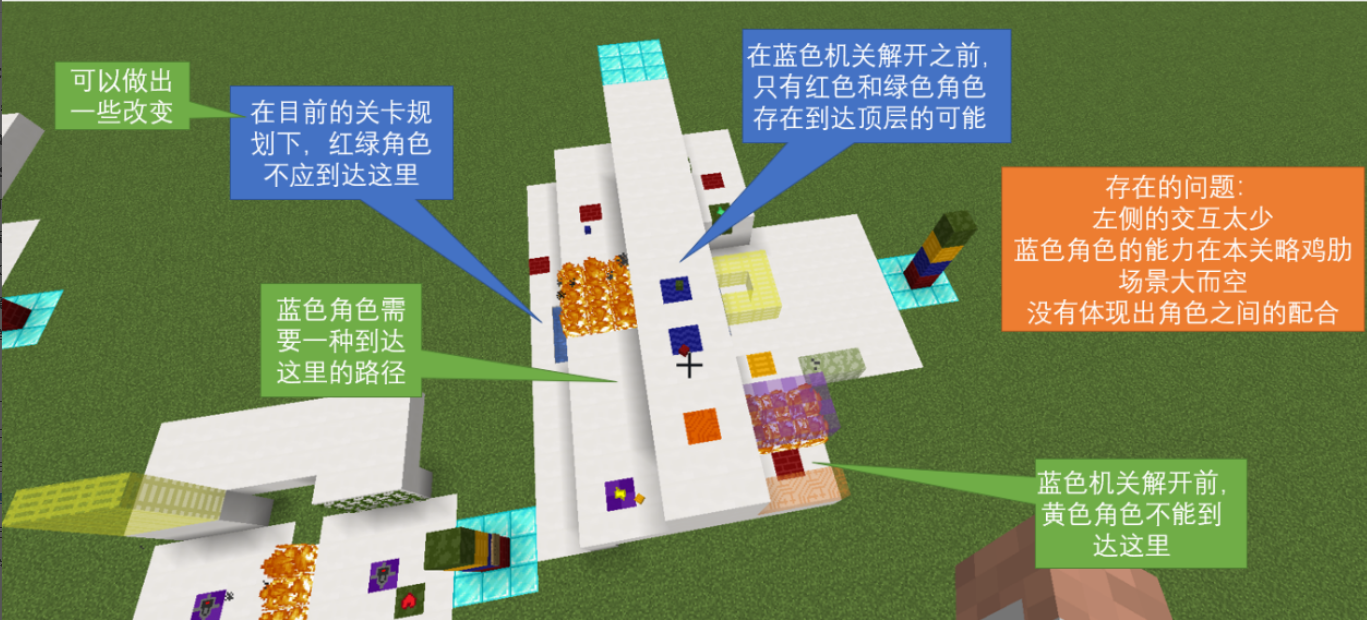 可以做出
一些改变
在目前的关卡规
划下，红绿角色
不应到达这里
在蓝色机关解开之前，
只有红色和绿色角色
存在到达顶层的可能
存在的问题：
左侧的交互太少
蓝色角色的能力在本关略鸡肋
场景大而空
没有体现出角色之间的配合
蓝色角色需
要一种到达
这里的路径
蓝色机关解开前，
黄色角色不能到
达这里